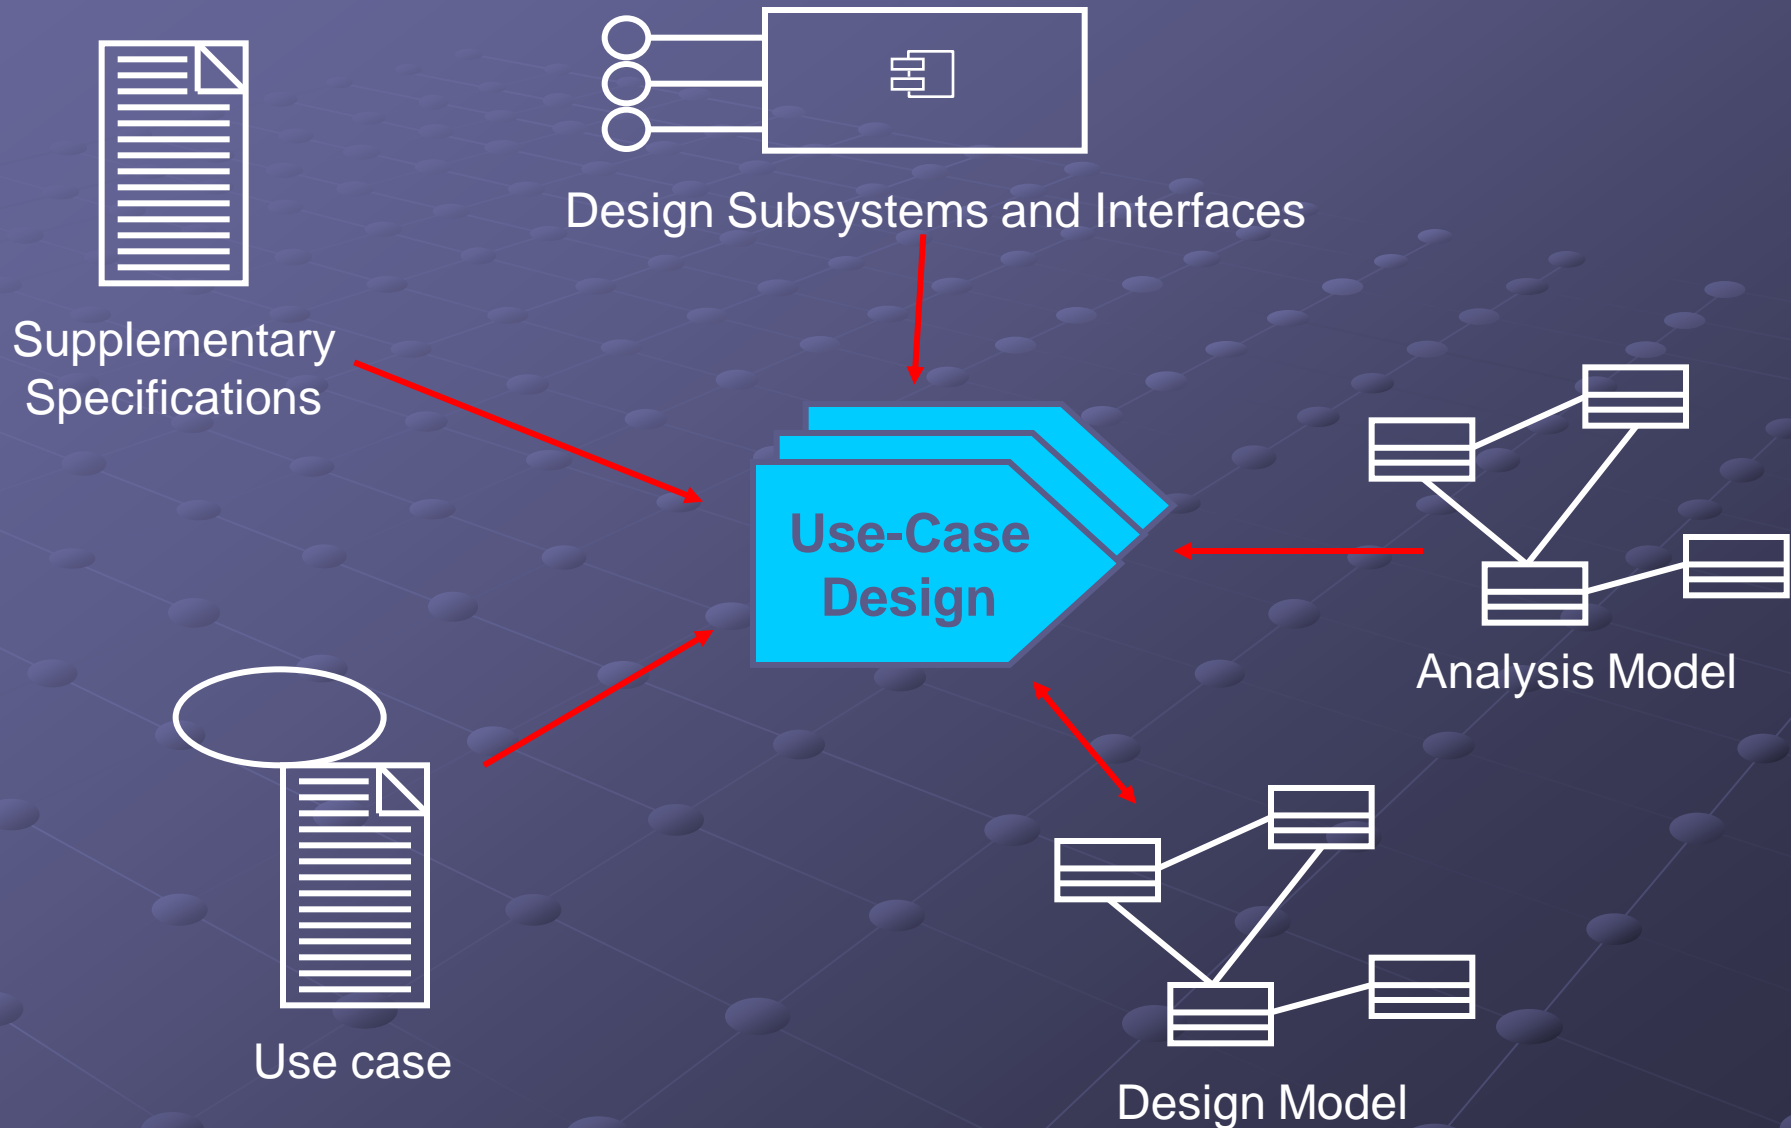 Design Subsystems and Interfaces
Supplementary
Specifications
Use-Case
Design
Analysis Model
Use case
Design Model